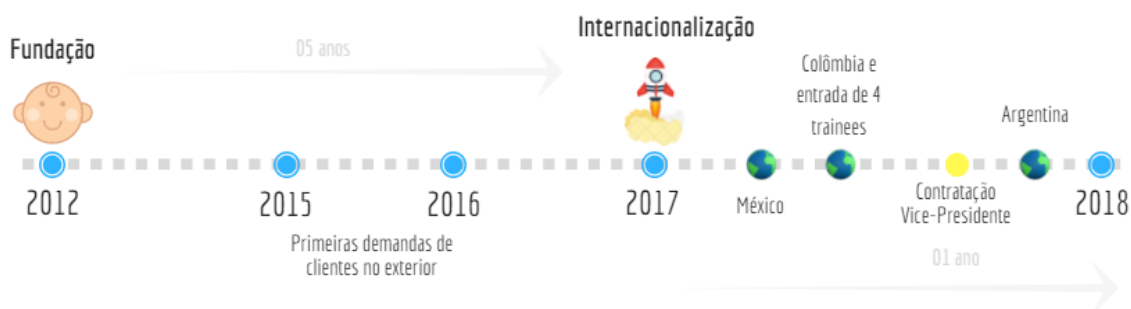 Fundação
05 anos
Internacionalização
Colômbia e
entrada de 4
trainees
Argentina
2012
2015
2016
2017
México
Contratação
Vice-Presidente
2018
Primeiras demandas de
clientes no exterior
01 ano